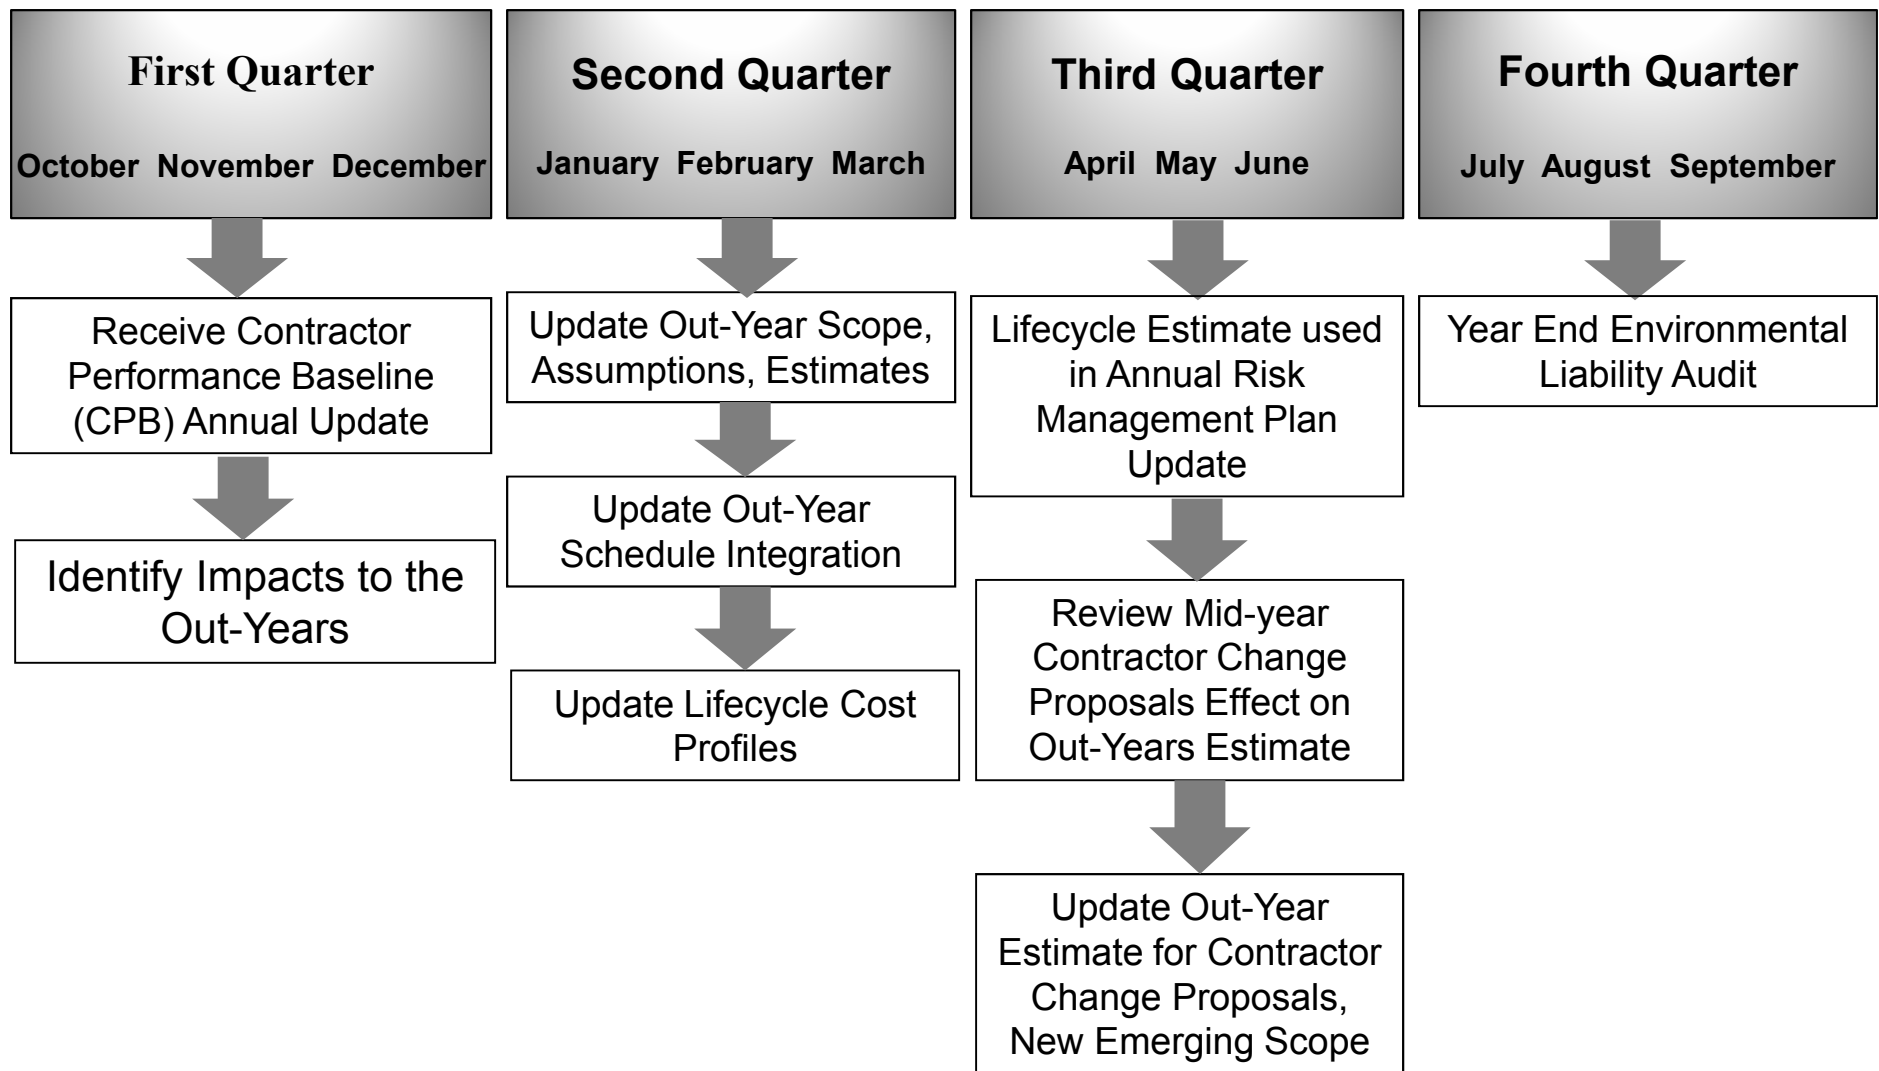 First Quarter
October November December
Receive Contractor
Performance Baseline
(CPB) Annual Update
Identify Impacts to the
Out-Years
Second Quarter
January February March
Update Out-Year Scope,
Assumptions, Estimates
Update Out-Year
Schedule Integration
Update Lifecycle Cost
Profiles
Third Quarter
April May June
Lifecycle Estimate used
in Annual Risk
Management Plan
Update
Review Mid-year
Contractor Change
Proposals Effect on
Out-Years Estimate
Update Out-Year
Estimate for Contractor
Change Proposals,
New Emerging Scope
Fourth Quarter
July August September
Year End Environmental
Liability Audit